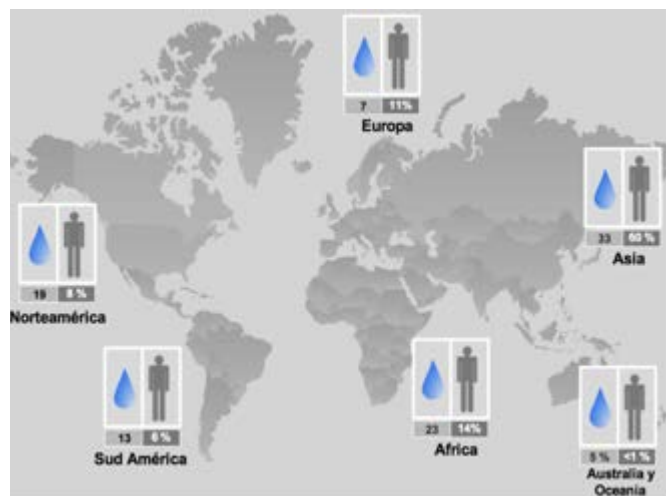 7 11%
Europa
33 60 %
Asia
19 8 %
Norteamérica
23 14%
Africa
13 6 %
Sud América
5 % <1 %
Australia y
Oceania